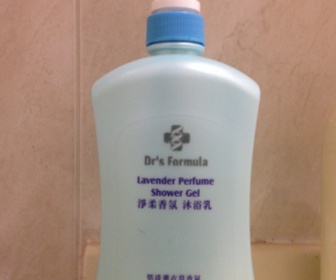 Dr's Formula
Lavender Perfume
Shower Gel
淨柔香氛 沐浴乳